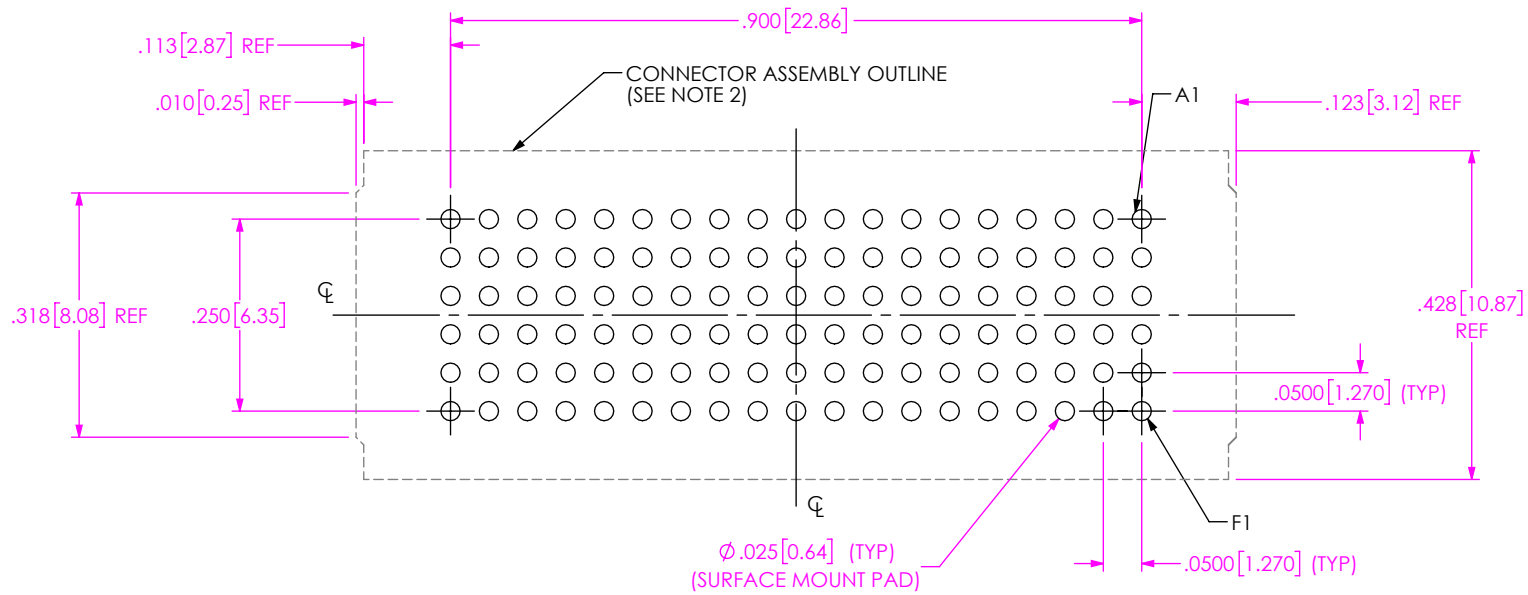 .900[22.86]
.113[2.87] REF
CONNECTOR ASSEMBLY OUTLINE
(SEE NOTE 2)
.010[0.25] REF
A1
.123[3.12] REF
℄
.318[8.08] REF
.250[6.35]
.428[10.87]
REF
.0500[1.270] (TYP)
℄
F1
Ø.025[0.64] (TYP)
(SURFACE MOUNT PAD)
.0500[1.270] (TYP)